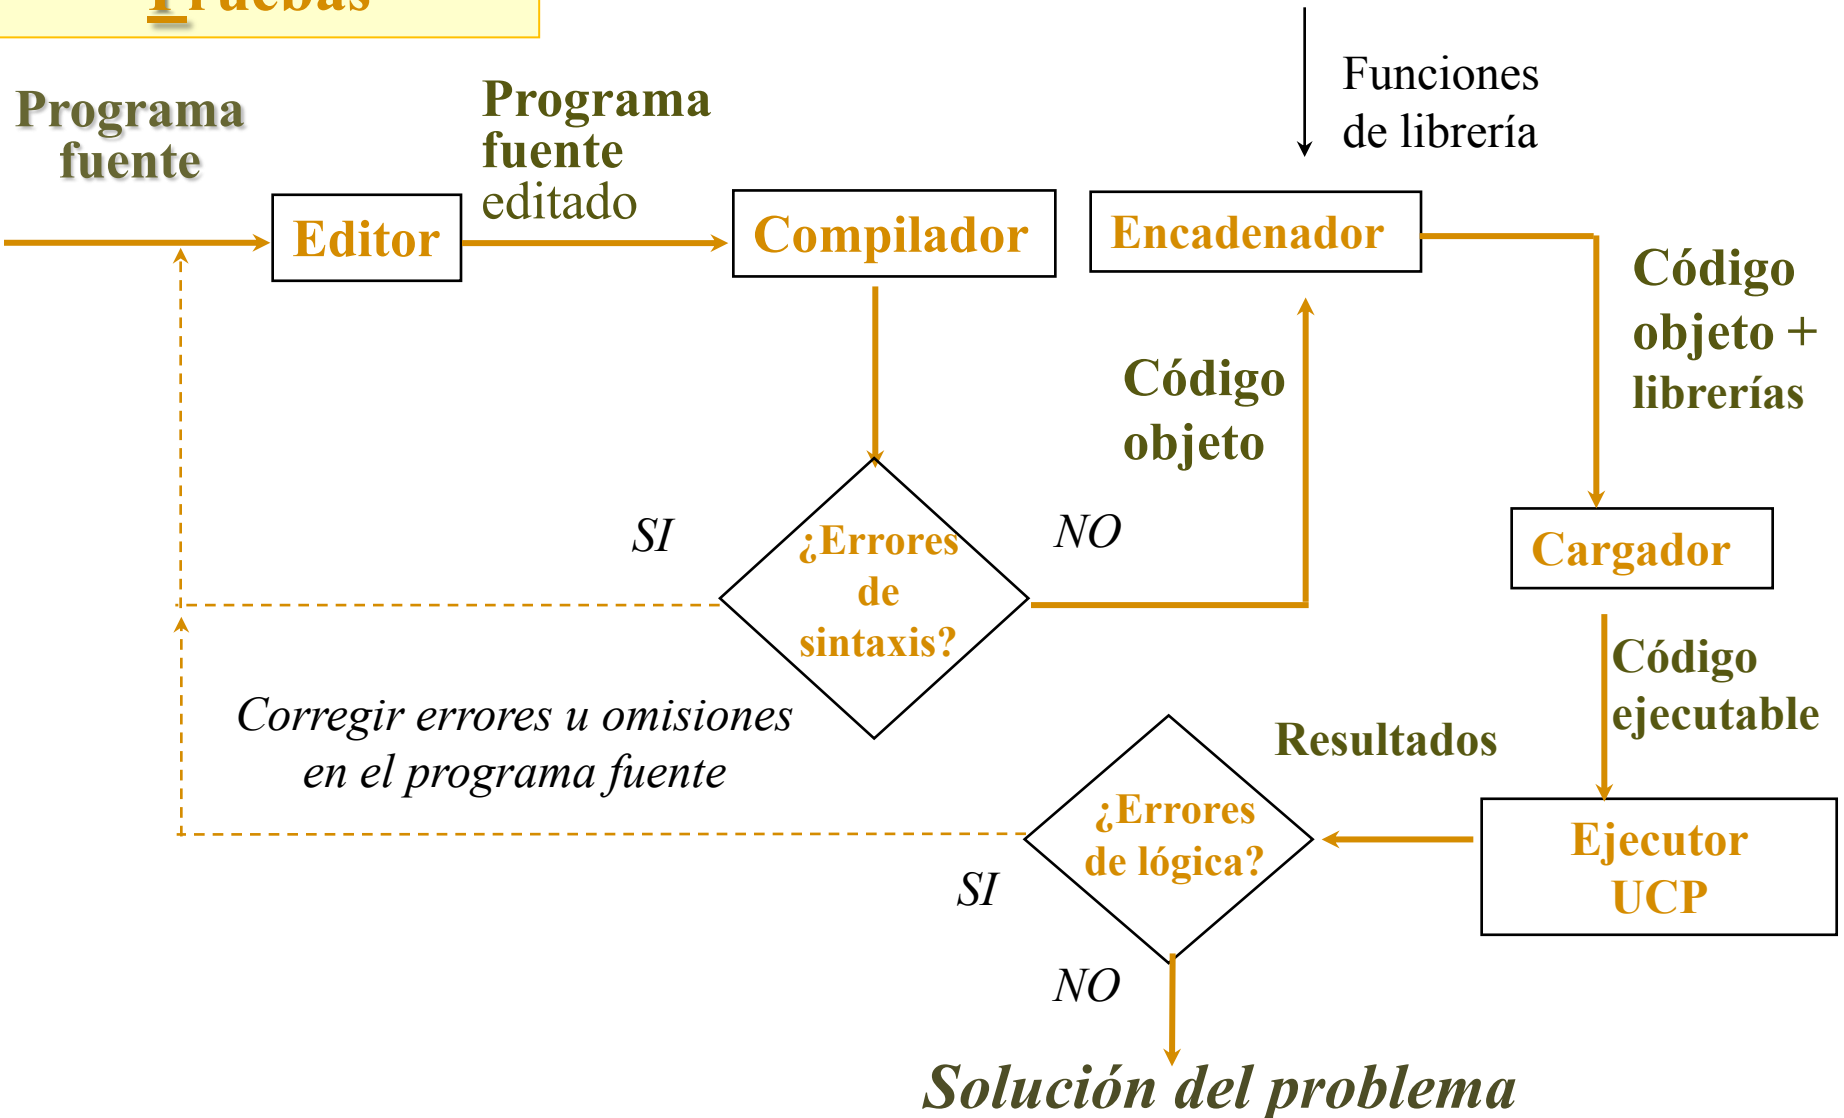 Pruebas
Funciones
de librería
Programa
fuente
Programa
fuente
editado
Editor
Compilador
Encadenador
Código
objeto +
librerías
Código
objeto
SI
¿Errores
de
sintaxis?
NO
Cargador
Código
ejecutable
Corregir errores u omisiones
en el programa fuente
Resultados
¿Errores
de lógica?
SI
Ejecutor
UCP
NO
Solución del problema